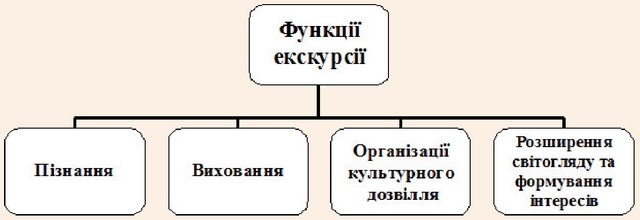 Функції
екскурсії
Пізнання
Виховання
Організації
культурного
дозвілля
Розширення
світогляду та
формування
інтересів